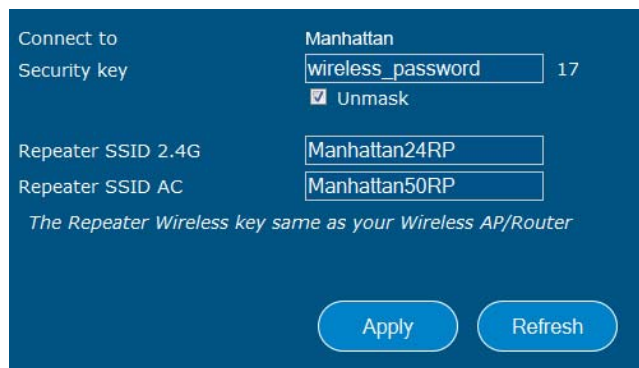 Connect to Manhattan
Security key wireless_password 17
Unmask
Repeater SSID 2.4G Manhattan24RP
Repeater SSID AC Manhattan50RP
The Repeater Wireless key same as your Wireless AP/Router
Apply Refresh